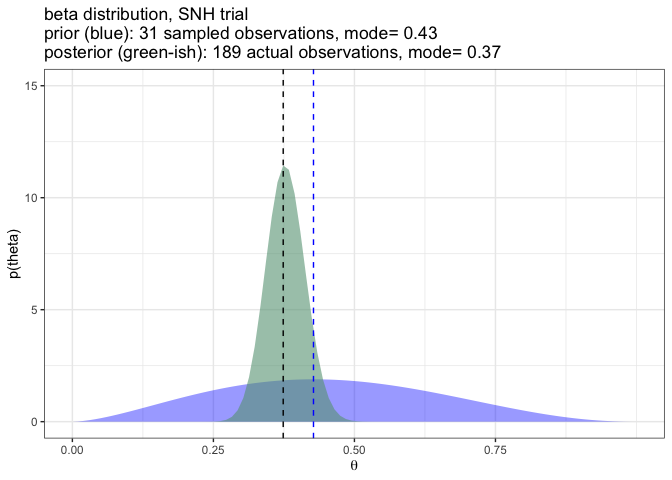 beta distribution, SNH trial
prior (blue): 31 sampled observations, mode= 0.43
posterior (green-ish): 189 actual observations, mode= 0.37
15
10
5
0
p(theta)
0.00 0.25 0.50 0.75
θ